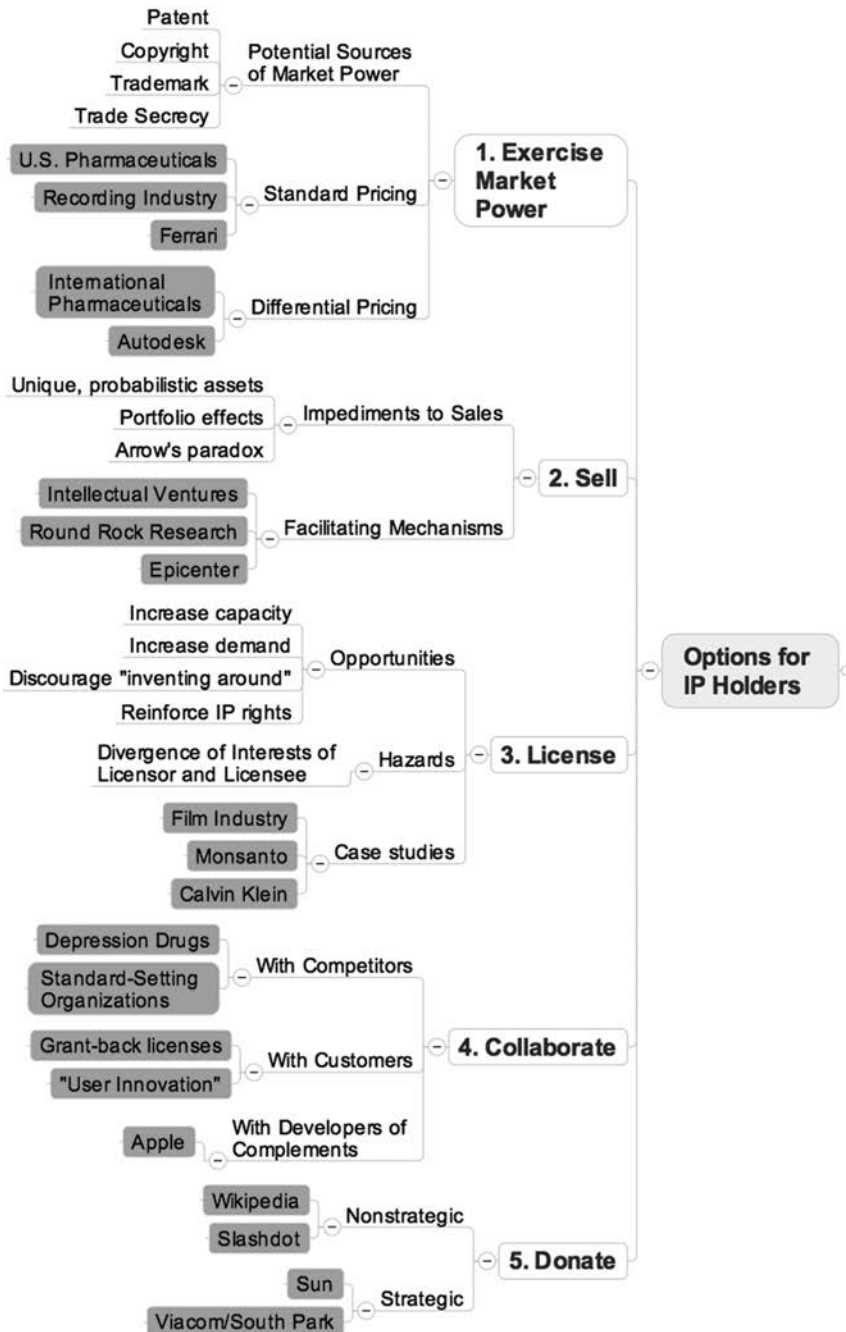 Patent
Copyright
Trademark
Trade Secrecy
Potential Sources
of Market Power
U.S. Pharmaceuticals
Recording Industry
Ferrari
Standard Pricing
International
Pharmaceuticals
Autodesk
Differential Pricing
1. Exercise
Market
Power
Unique, probabilistic assets
Portfolio effects
Arrow's paradox
Impediments to Sales
Intellectual Ventures
Round Rock Research
Epicenter
Facilitating Mechanisms
2. Sell
Increase capacity
Increase demand
Discourage "inventing around"
Reinforce IP rights
Opportunities
Divergence of Interests of
Licensor and Licensee
Hazards
Film Industry
Monsanto
Calvin Klein
Case studies
3. License
Options for
IP Holders
Depression Drugs
Standard-Setting
Organizations
With Competitors
Grant-back licenses
"User Innovation"
With Customers
Apple
With Developers of
Complements
4. Collaborate
Wikipedia
Slashdot
Nonstrategic
Sun
Viacom/South Park
Strategic
5. Donate